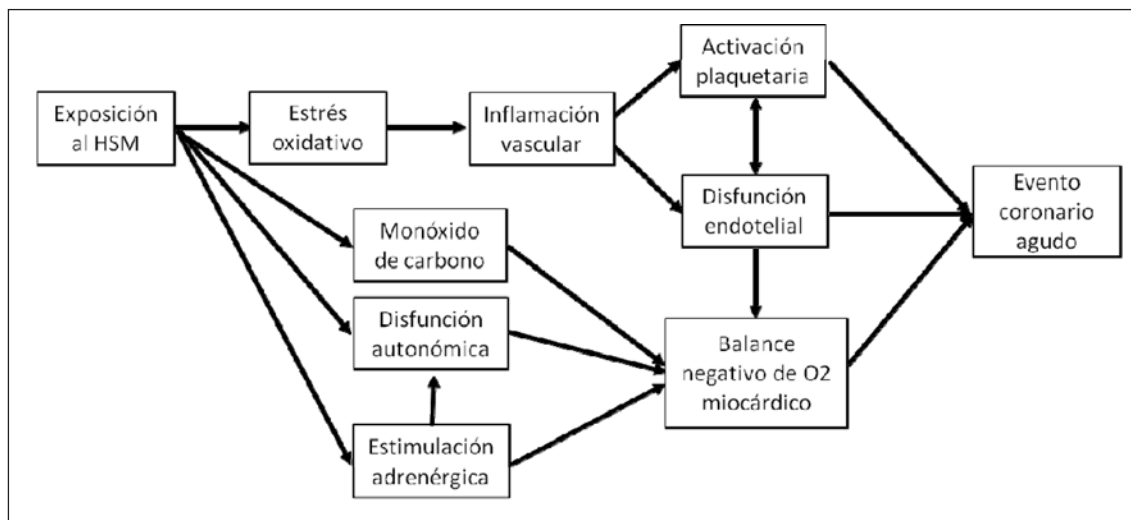 Exposición
al HSM
Estrés
oxidativo
Inflamación
vascular
Activación
plaquetaria
Disfunción
endotelial
Evento
coronario
agudo
Monóxido
de carbono
Disfunción
autonómica
Estimulación
adrenérgica
Balance
negativo de O2
miocárdico